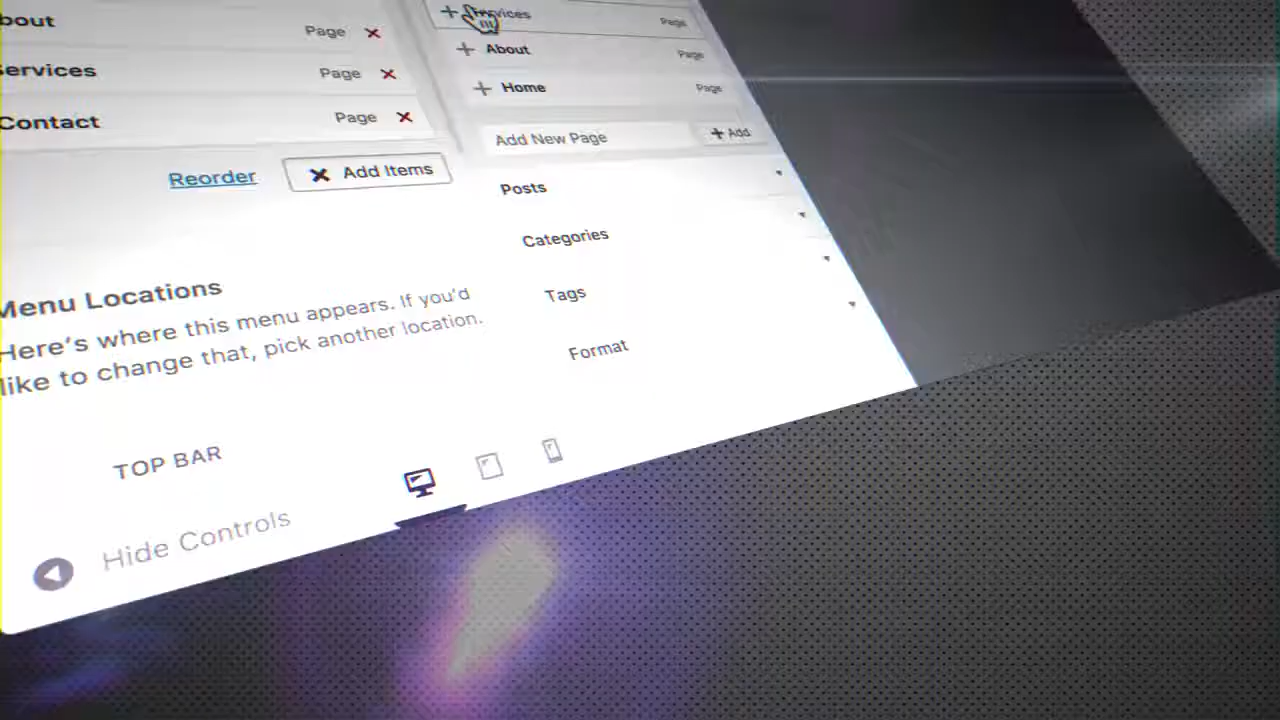 bout
Page
ervices
Page
Contact
Page
Reorder
Add Items
Menu Locations
Here's where this menu appears. If you'd
like to change that, pick another location.
TOP BAR
Hide Controls
Services
Page
About
Page
Home
Page
Add New Page
Add
Posts
Categories
Tags
Format